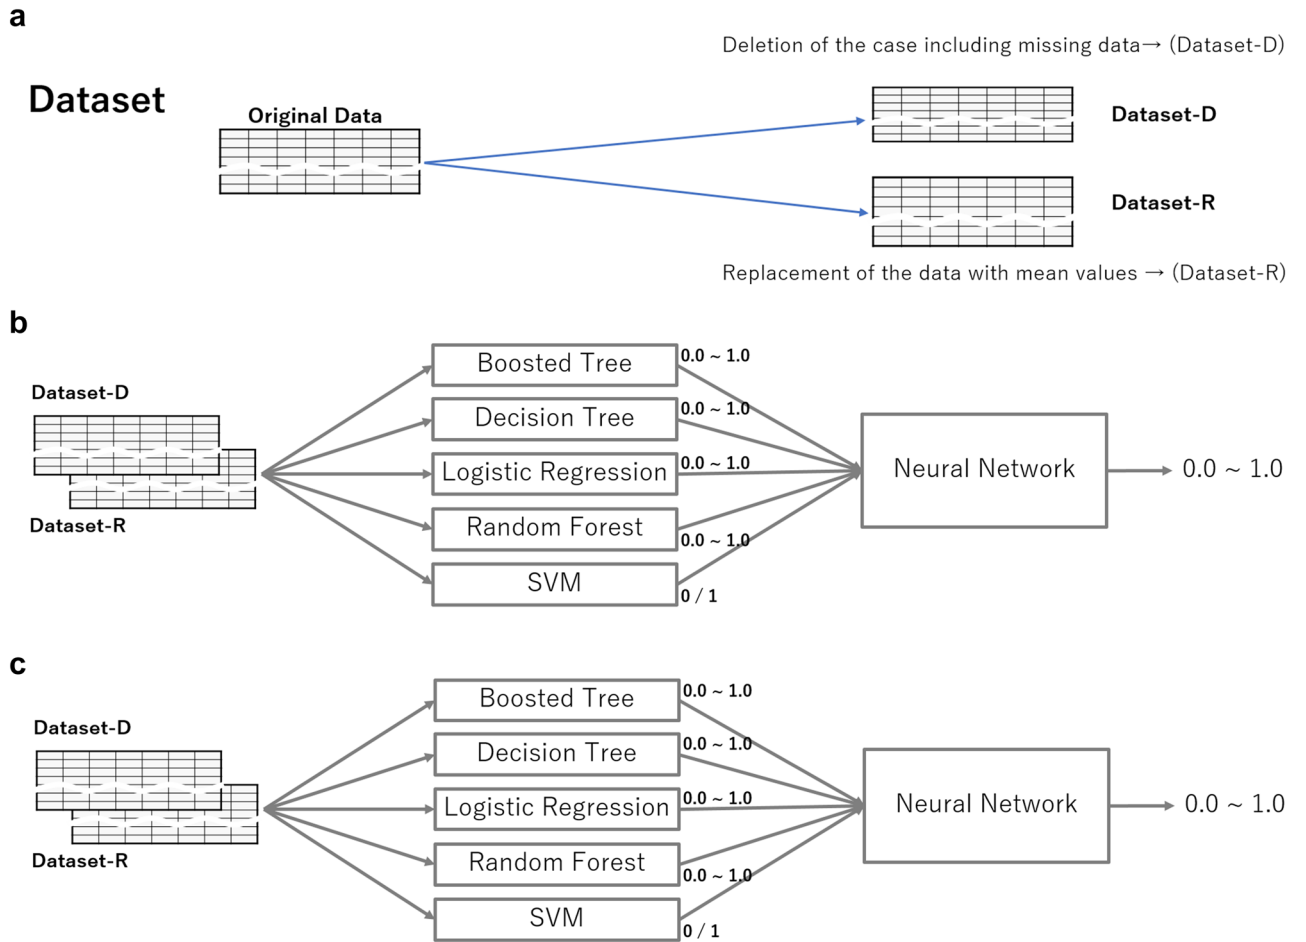 a
Deletion of the case including missing data→ (Dataset-D)
Dataset
Original Data
Dataset-D
Dataset-R
Replacement of the data with mean values → (Dataset-R)
b
Dataset-D
Dataset-R
Boosted Tree
0.0 ~ 1.0
Decision Tree
0.0 ~ 1.0
Logistic Regression
0.0 ~ 1.0
Random Forest
0.0 ~ 1.0
SVM
0 / 1
Neural Network
0.0 ~ 1.0
c
Dataset-D
Dataset-R
Boosted Tree
0.0 ~ 1.0
Decision Tree
0.0 ~ 1.0
Logistic Regression
0.0 ~ 1.0
Random Forest
0.0 ~ 1.0
SVM
0 / 1
Neural Network
0.0 ~ 1.0